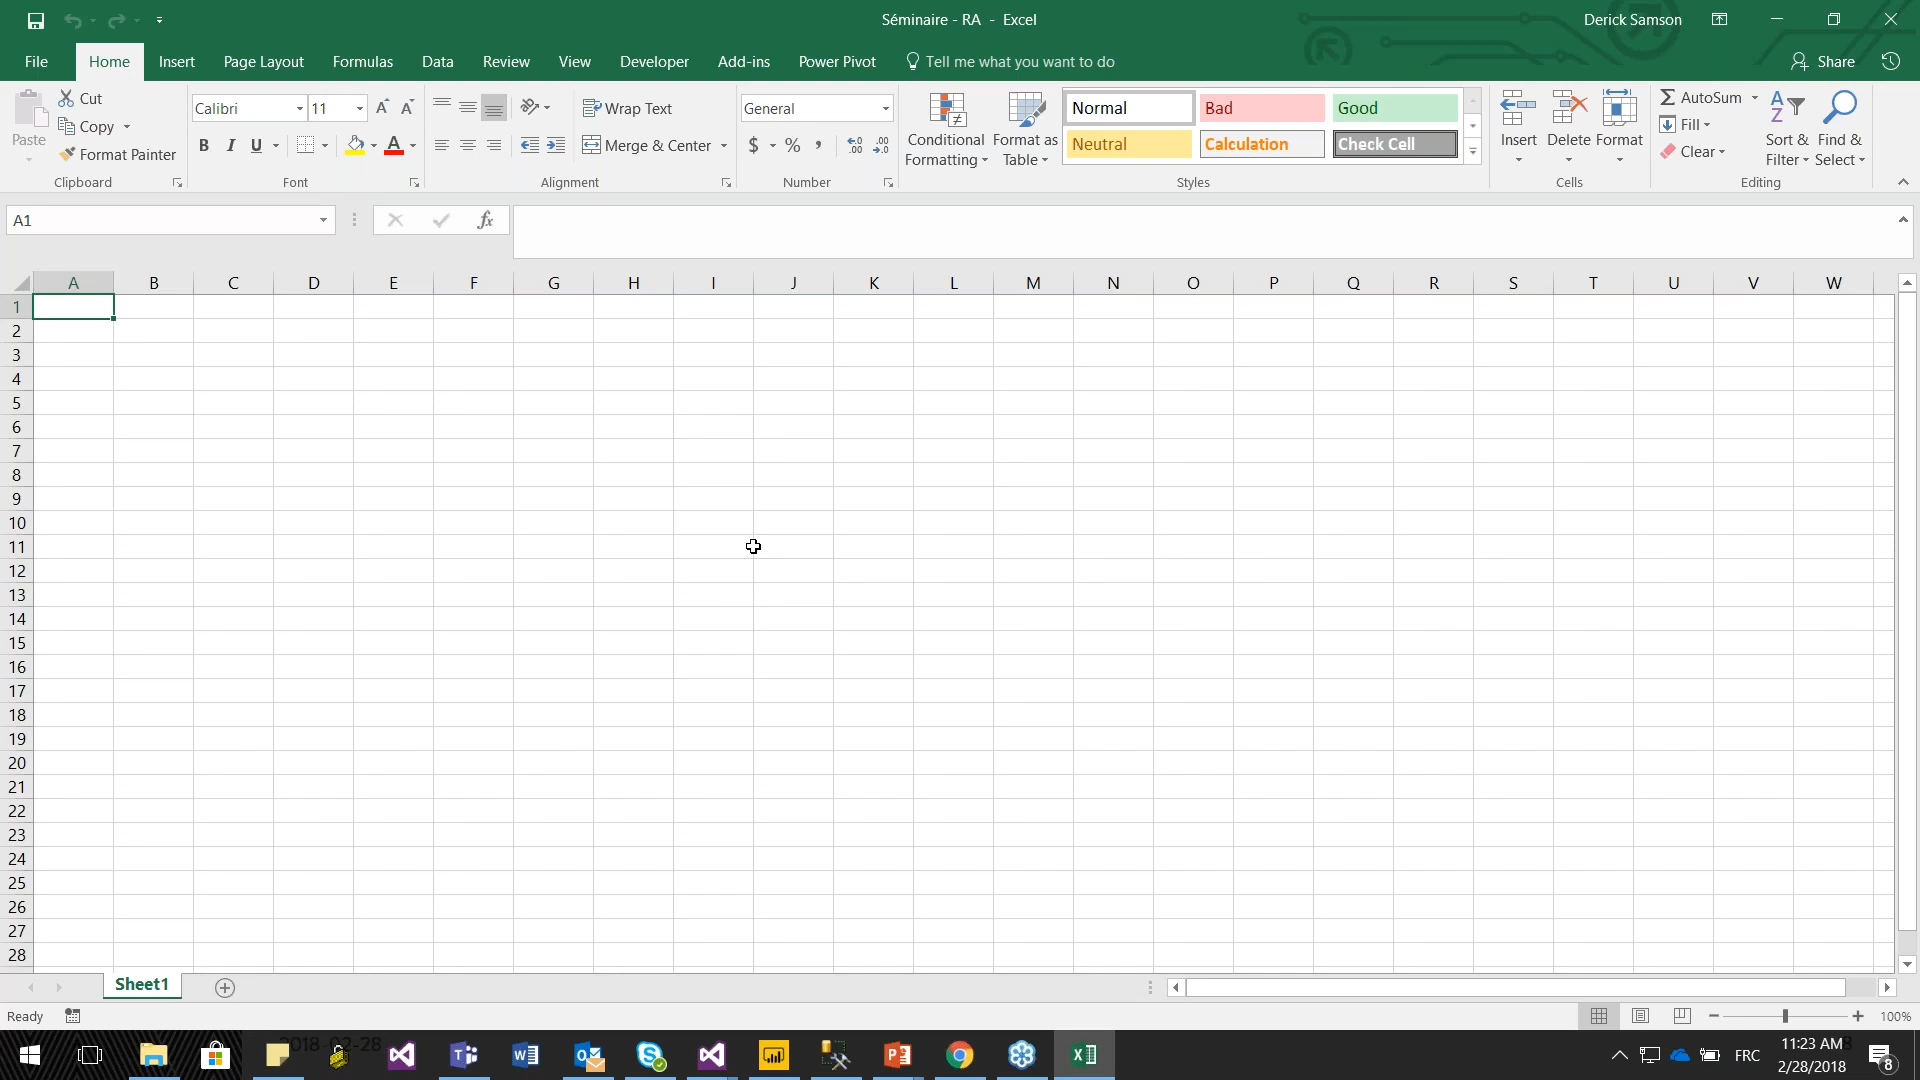 Séminaire - RA - Excel
Derick Samson
File Home Insert Page Layout Formulas Data Review View Developer Add-ins Power Pivot Tell me what you want to do Share
Paste
Cut
Copy
Format Painter
Clipboard
Calibri 11
B I U A
Font
Wrap Text
Merge & Center
Alignment
General
$ % ,
Number
Conditional Formatting
Format as Table
Normal Bad Good
Neutral Calculation Check Cell
Styles
Insert Delete Format
Cells
AutoSum
Fill
Clear
Sort & Filter
Find & Select
Editing
A1
fx
A B C D E F G H I J K L M N O P Q R S T U V W
1
2
3
4
5
6
7
8
9
10
11
12
13
14
15
16
17
18
19
20
21
22
23
24
25
26
27
28
Sheet1
Ready
100%
2018-02-28
FRC
11:23 AM
2/28/2018
8